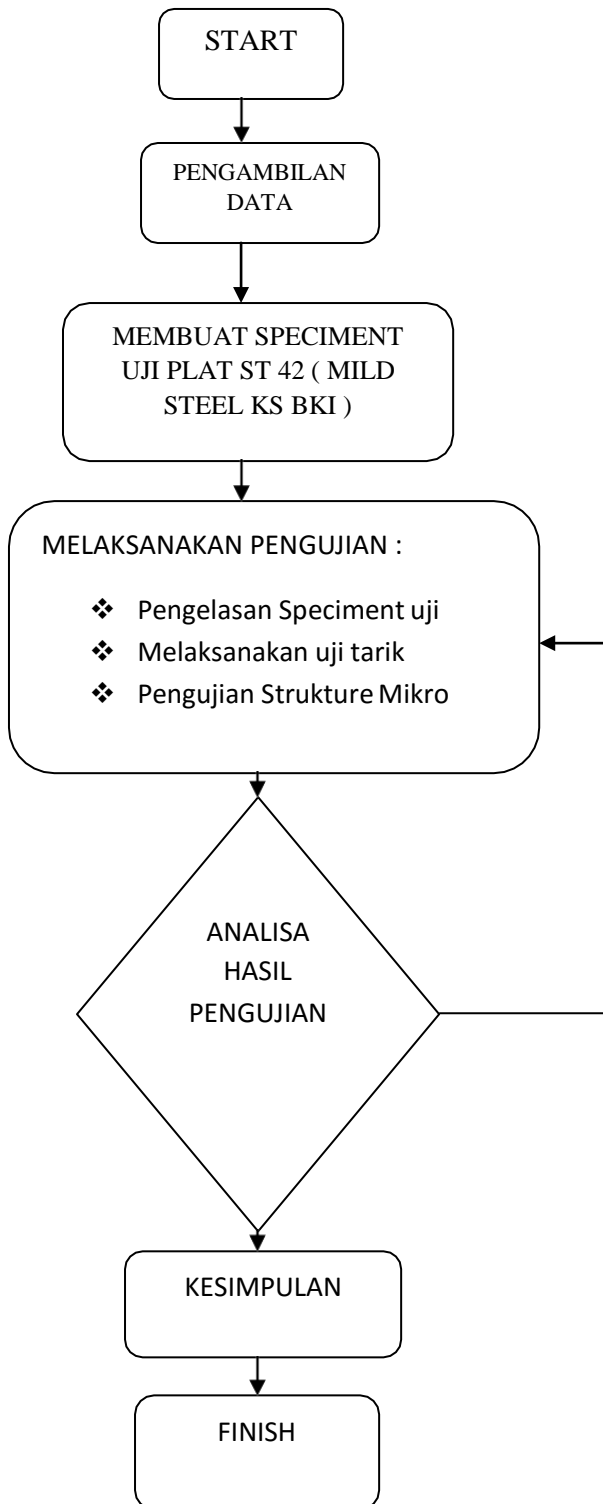 START
PENGAMBILAN
DATA
MEMBUAT SPECIMENT
UJI PLAT ST 42 ( MILD
STEEL KS BKI )
MELAKSANAKAN PENGUJIAN :
❖ Pengelasan Speciment uji
❖ Melaksanakan uji tarik
❖ Pengujian Strukture Mikro
ANALISA
HASIL
PENGUJIAN
KESIMPULAN
FINISH